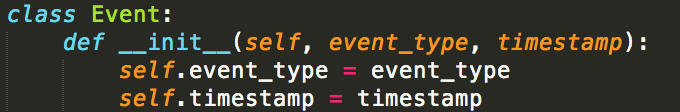 class Event:
    def __init__(self, event_type, timestamp):
        self.event_type = event_type
        self.timestamp = timestamp